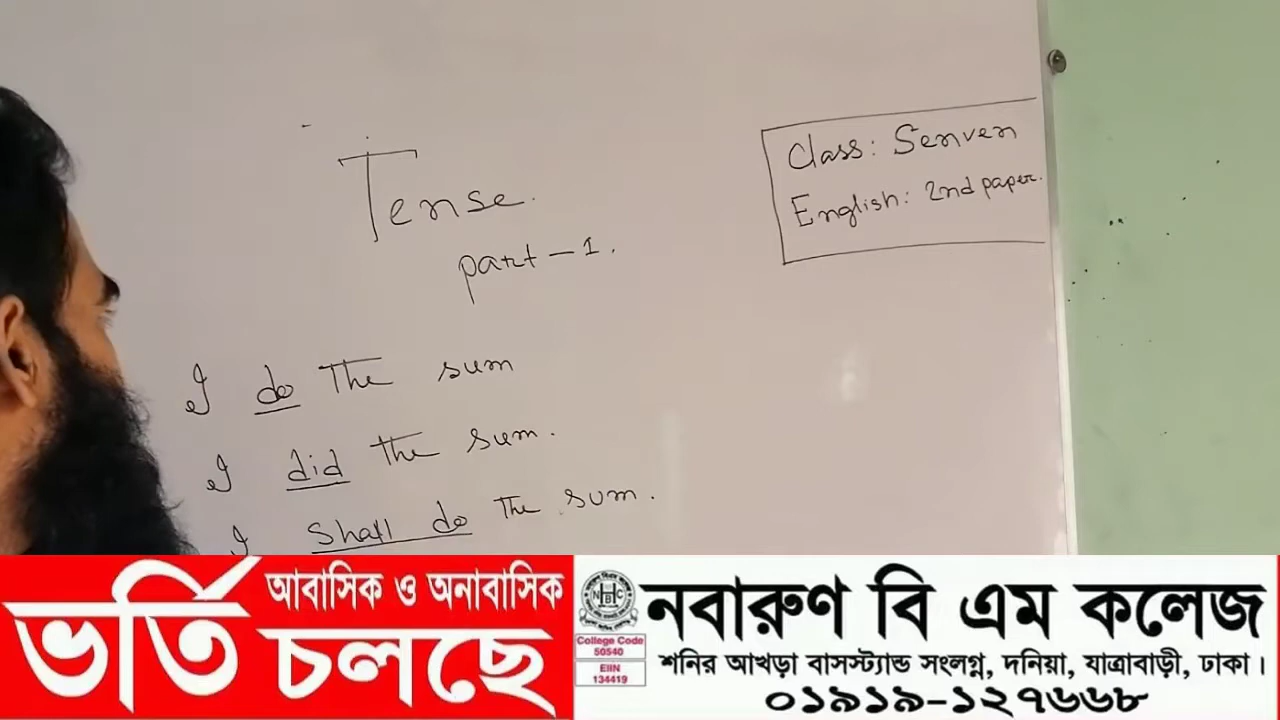 Tense.
part-1.
Class: Senven
English: 2nd paper.
I do The sum
I did the sum.
I Shall do The sum.
ভর্তি চলছে
আবাসিক ও অনাবাসিক
NBC
College Code
50540
EIIN
134419
নবারুণ বি এম কলেজ
শনির আখড়া বাসস্ট্যান্ড সংলগ্ন, দনিয়া, যাত্রাবাড়ী, ঢাকা।
০১৯১৯-১২৭৬৬৮